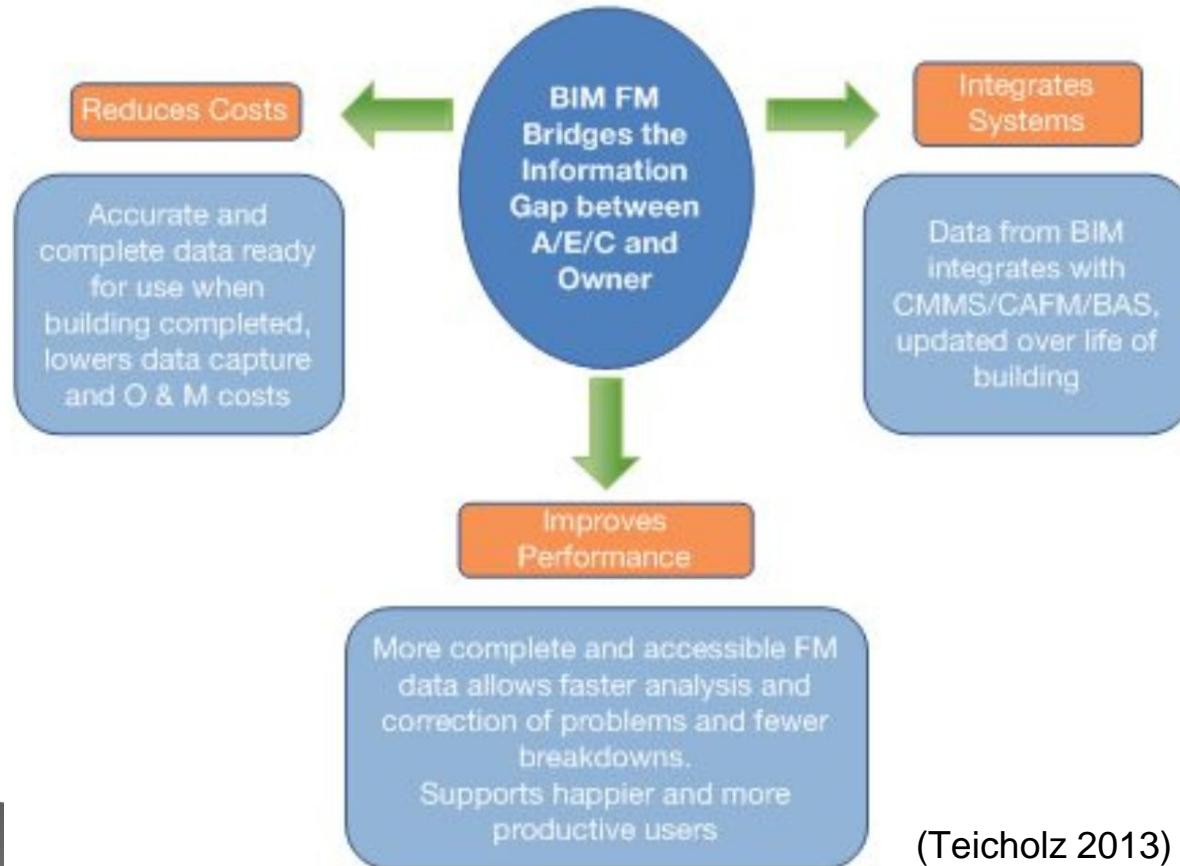 BIM FM
Bridges the
Information
Gap between
A/E/C and
Owner
Reduces Costs
Accurate and
complete data ready
for use when
building completed,
lowers data capture
and O & M costs
Integrates
Systems
Data from BIM
integrates with
CMMS/CAFM/BAS,
updated over life of
building
Improves
Performance
More complete and accessible FM
data allows faster analysis and
correction of problems and fewer
breakdowns.
Supports happier and more
productive users
(Teicholz 2013)